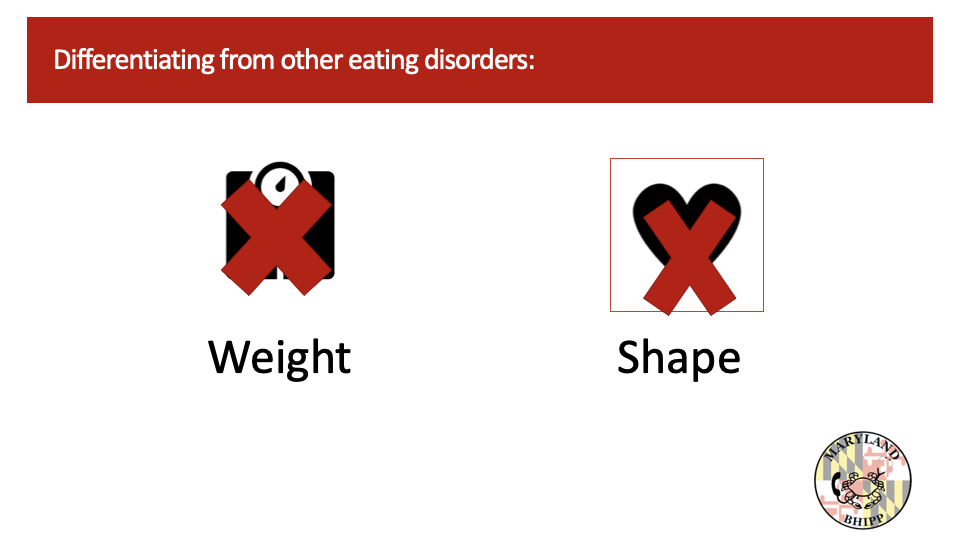 Differentiating from other eating disorders:
Weight
Shape
MARYLAND
BHIPP